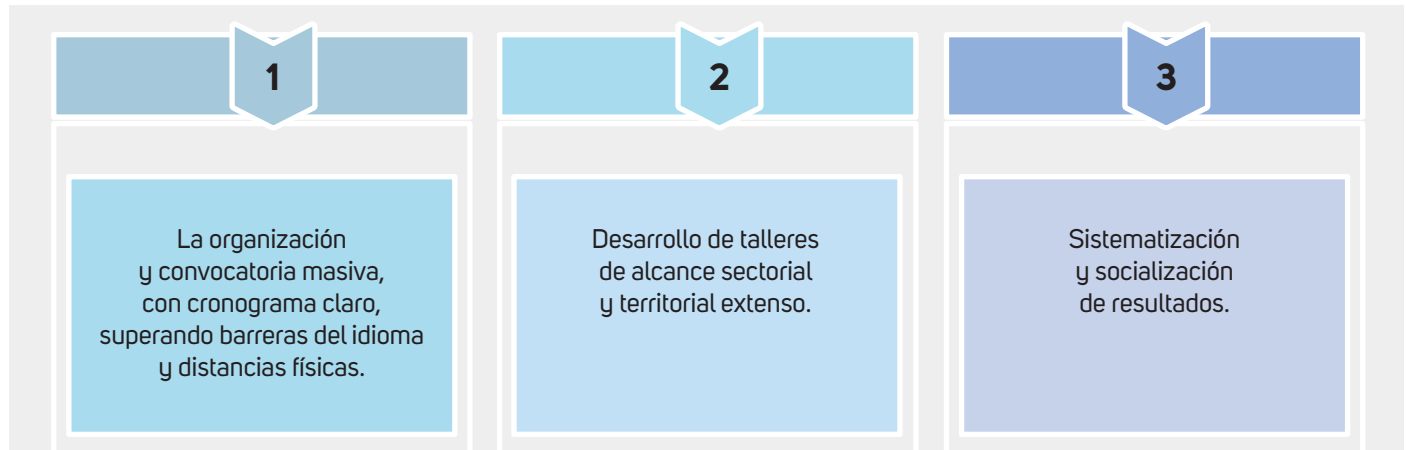 1
La organización
y convocatoria masiva,
con cronograma claro,
superando barreras del idioma
y distancias físicas.
2
Desarrollo de talleres
de alcance sectorial
y territorial extenso.
3
Sistematización
y socialización
de resultados.